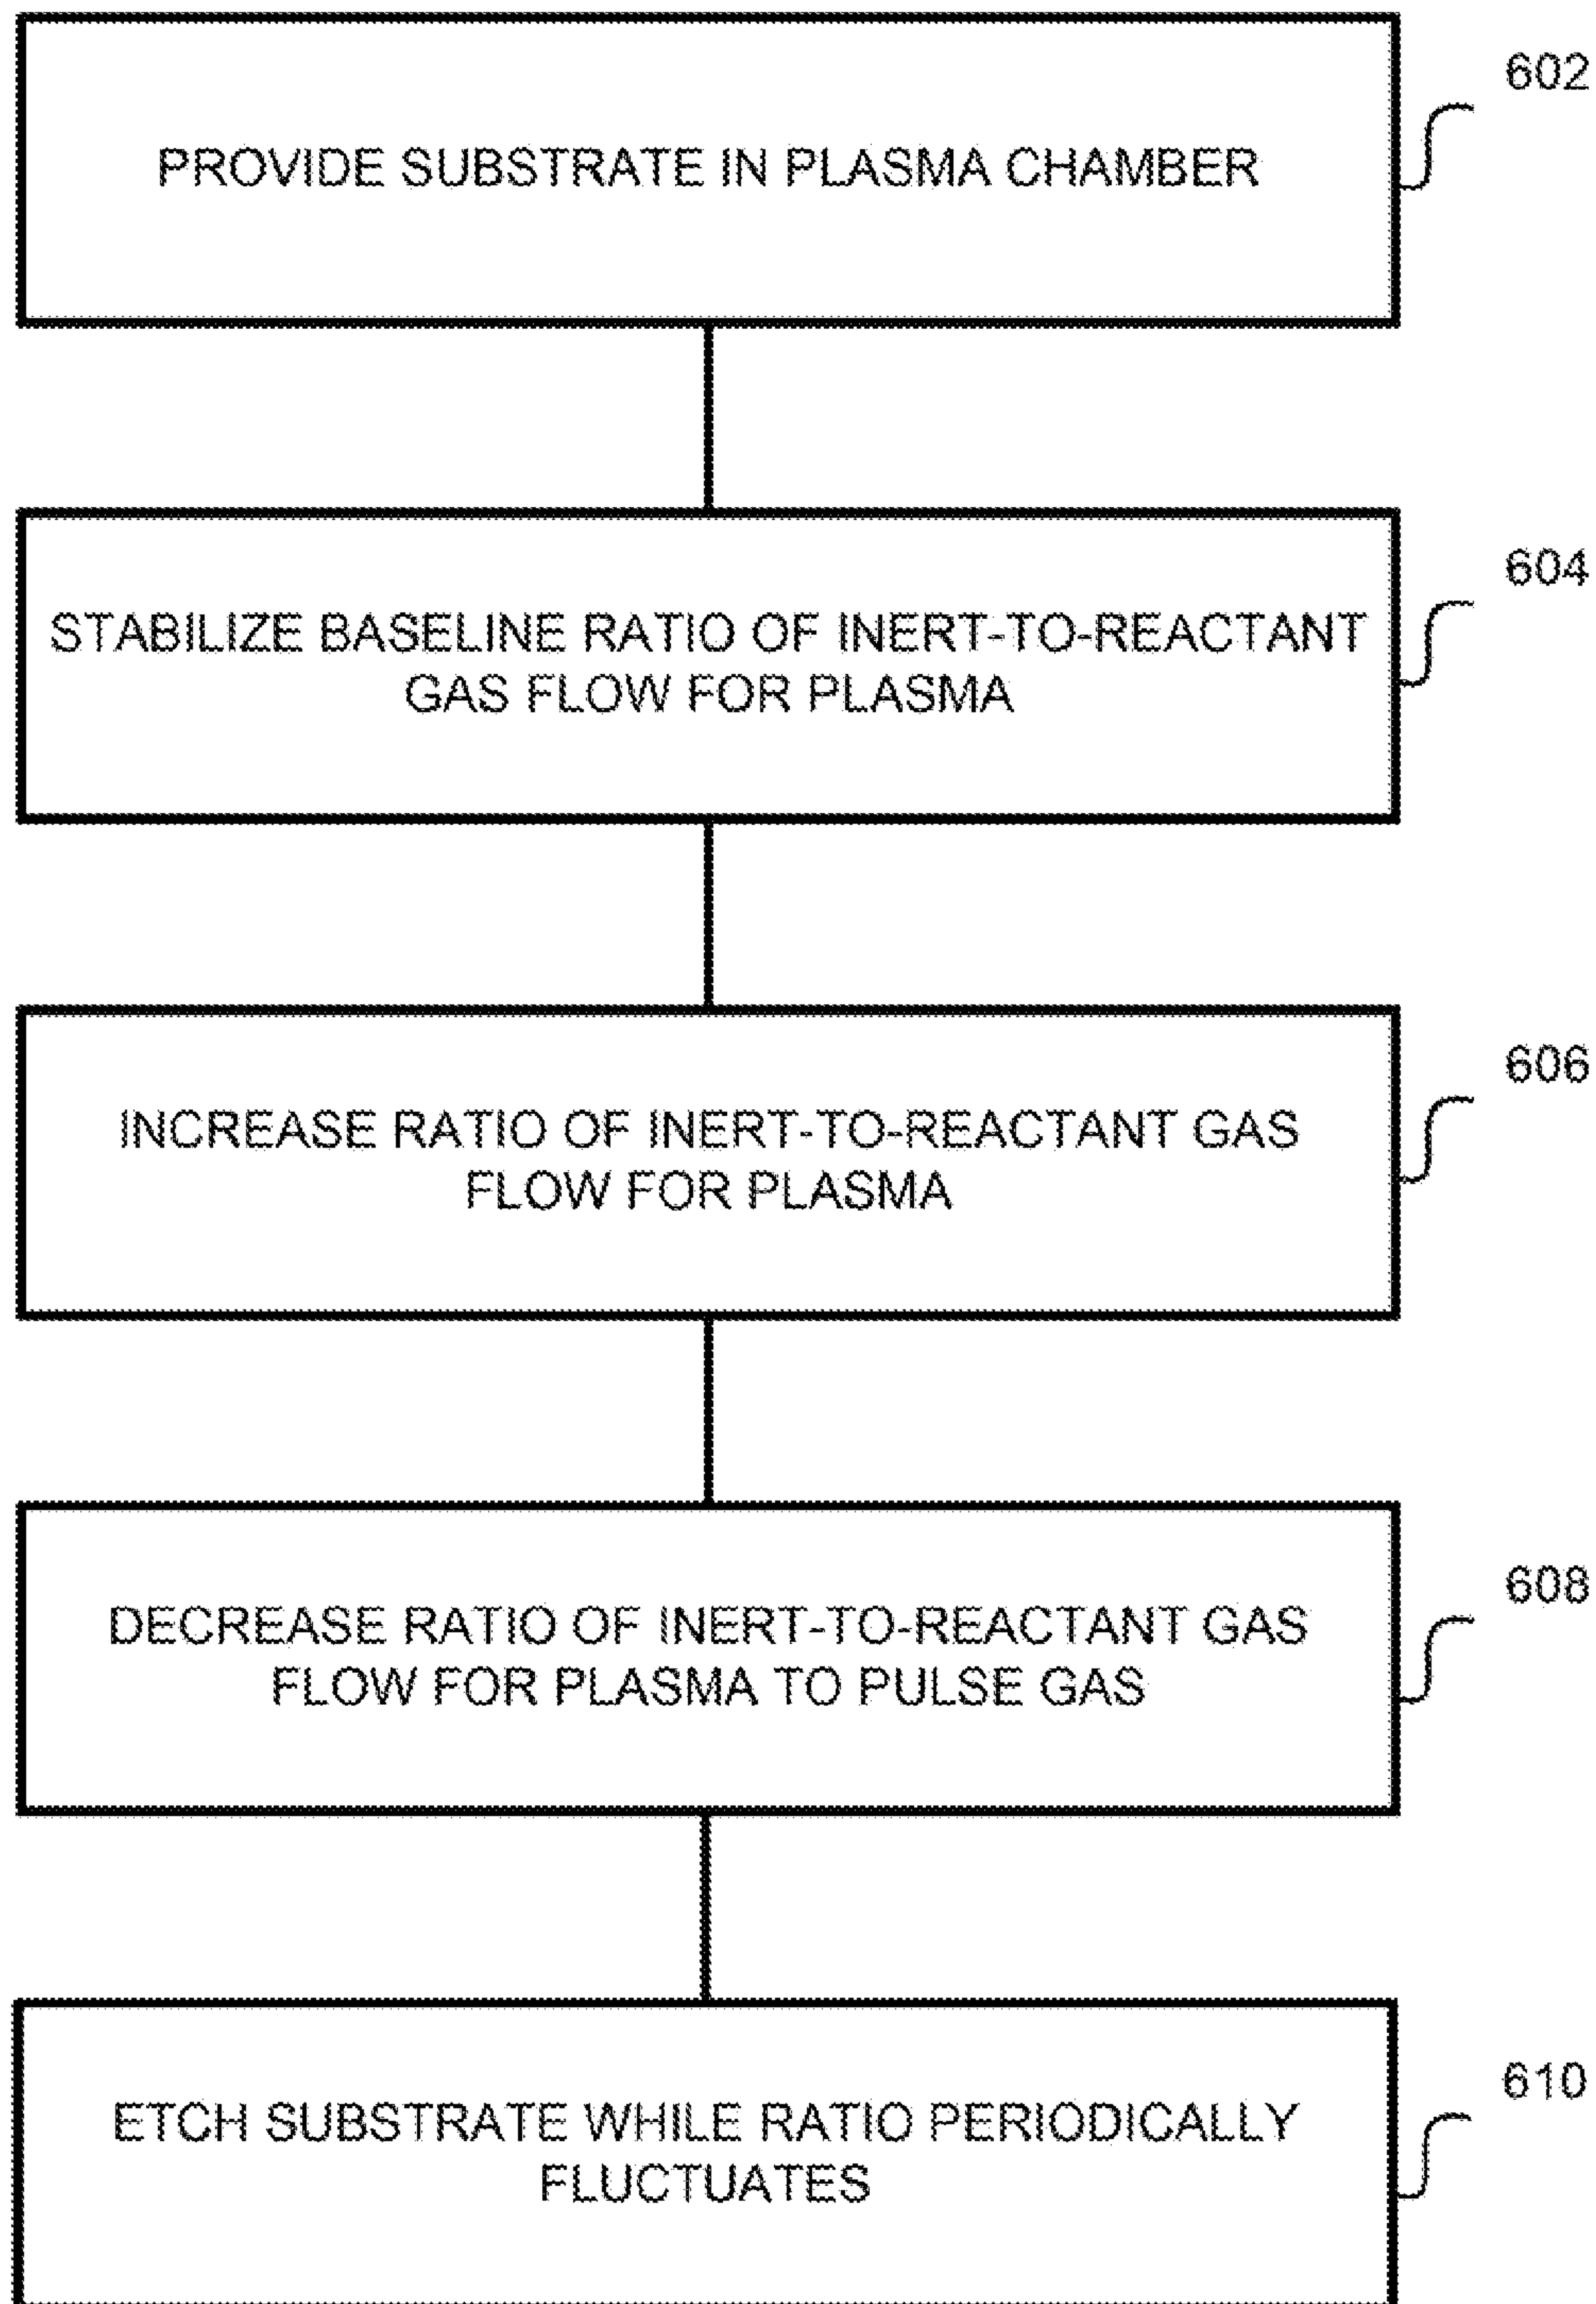 602
PROVIDE SUBSTRATE IN PLASMA CHAMBER
604
STABILIZE BASELINE RATIO OF INERT-TO-REACTANT
GAS FLOW FOR PLASMA
606
INCREASE RATIO OF INERT-TO-REACTANT GAS
FLOW FOR PLASMA
608
DECREASE RATIO OF INERT-TO-REACTANT GAS
FLOW FOR PLASMA TO PULSE GAS
610
ETCH SUBSTRATE WHILE RATIO PERIODICALLY
FLUCTUATES